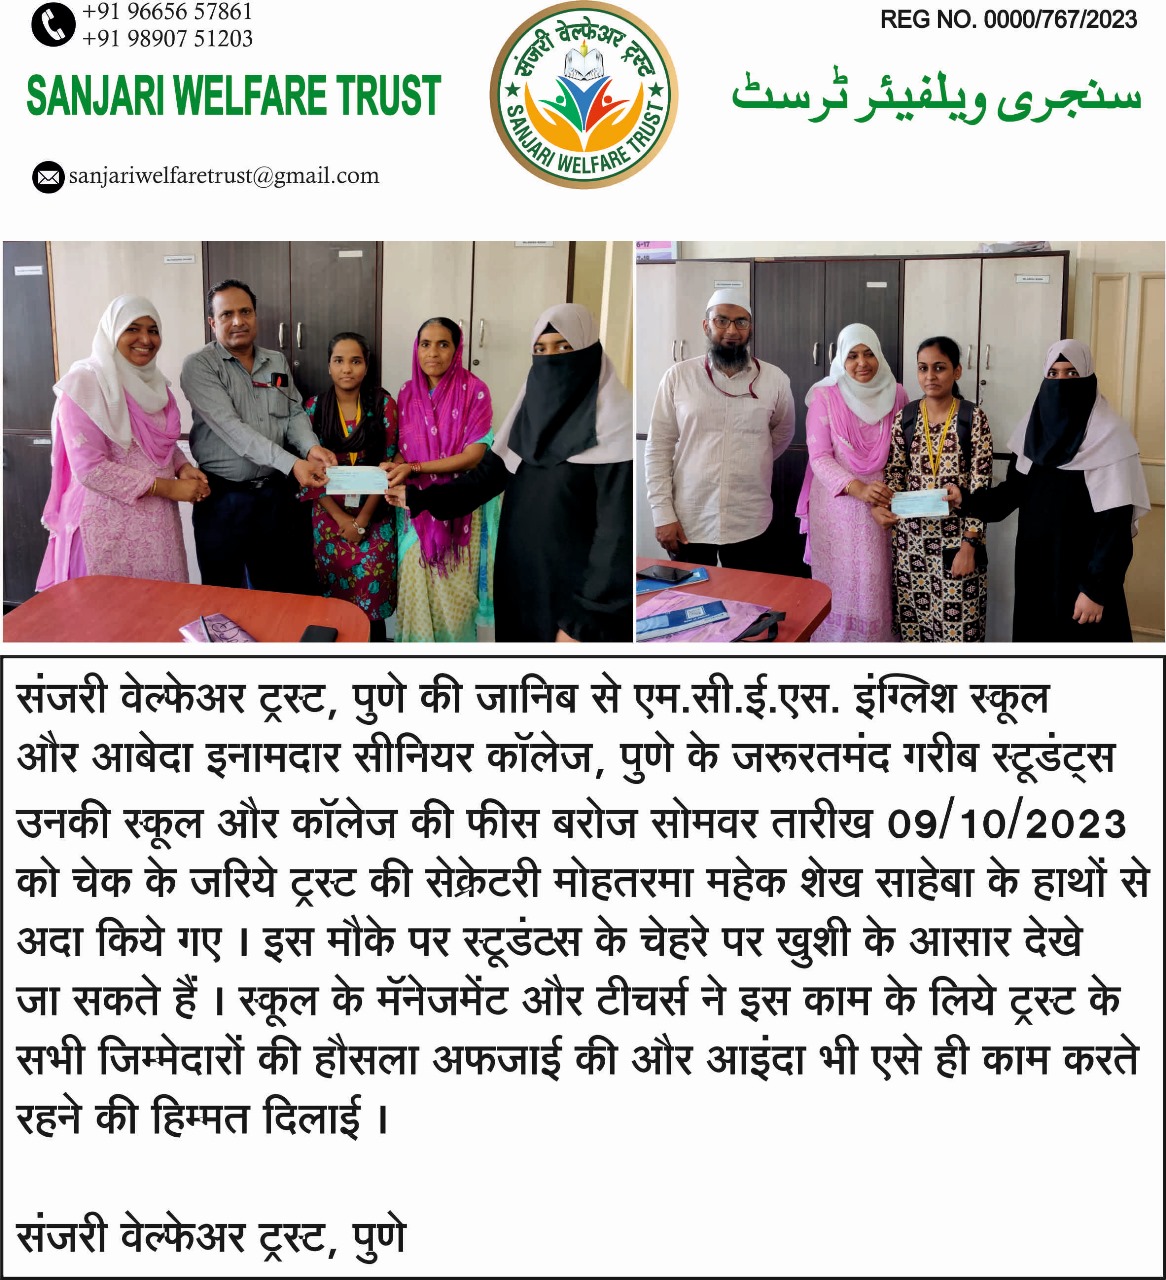 +91 96656 57861
+91 98907 51203
REG NO. 0000/767/2023
SANJARI WELFARE TRUST
संजरी वेल्फेअर ट्रस्ट
SANJARI WELFARE TRUST
سنجری ویلفیئر ٹرسٹ
sanjariwelfaretrust@gmail.com
संजरी वेल्फेअर ट्रस्ट, पुणे की जानिब से एम.सी.ई.एस. इंग्लिश स्कूल
और आबेदा इनामदार सीनियर कॉलेज, पुणे के जरूरतमंद गरीब स्टूडंट्स
उनकी स्कूल और कॉलेज की फीस बरोज सोमवर तारीख 09/10/2023
को चेक के जरिये ट्रस्ट की सेक्रेटरी मोहतरमा महेक शेख साहेबा के हाथों से
अदा किये गए । इस मौके पर स्टूडंटस के चेहरे पर खुशी के आसार देखे
जा सकते हैं । स्कूल के मॅनेजमेंट और टीचर्स ने इस काम के लिये ट्रस्ट के
सभी जिम्मेदारों की हौसला अफजाई की और आइंदा भी एसे ही काम करते
रहने की हिम्मत दिलाई ।
संजरी वेल्फेअर ट्रस्ट, पुणे